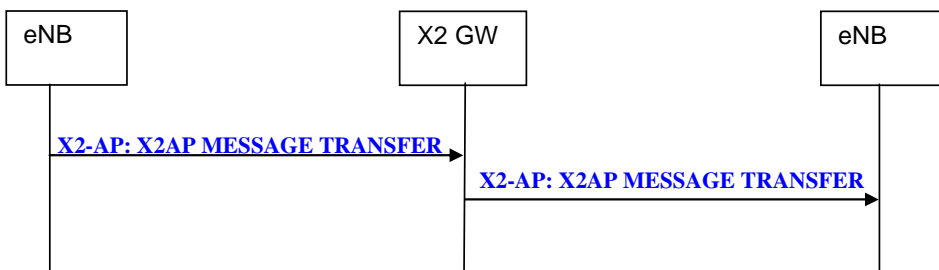 eNB
X2 GW
eNB
X2-AP: X2AP MESSAGE TRANSFER
X2-AP: X2AP MESSAGE TRANSFER